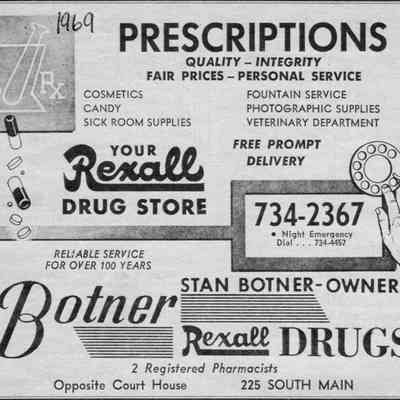 1969
PRESCRIPTIONS
QUALITY – INTEGRITY
FAIR PRICES – PERSONAL SERVICE
Rx
COSMETICS
CANDY
SICK ROOM SUPPLIES
FOUNTAIN SERVICE
PHOTOGRAPHIC SUPPLIES
VETERINARY DEPARTMENT
YOUR
Rexall
DRUG STORE
FREE PROMPT
DELIVERY
734-2367
• Night Emergency
Dial . . . 734-4457
RELIABLE SERVICE
FOR OVER 100 YEARS
STAN BOTNER-OWNER
Botner
Rexall DRUGS
2 Registered Pharmacists
Opposite Court House 225 SOUTH MAIN